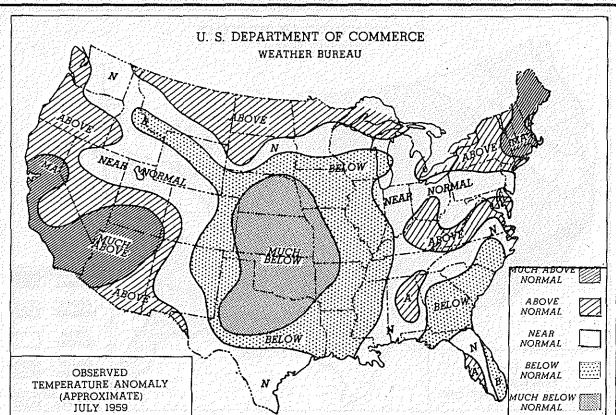 U. S. DEPARTMENT OF COMMERCE
WEATHER BUREAU
N
ABOVE
ABOVE
B
N
ABOVE
NEAR NORMAL
BELOW
NEAR NORMAL
MA
MA
MUCH
ABOVE
MUCH
BELOW
ABOVE
N
ABOVE
A
BELOW
BELOW
N
N
N
A
B
OBSERVED
TEMPERATURE ANOMALY
(APPROXIMATE)
JULY 1959
MUCH ABOVE
NORMAL
ABOVE
NORMAL
NEAR
NORMAL
BELOW
NORMAL
MUCH BELOW
NORMAL